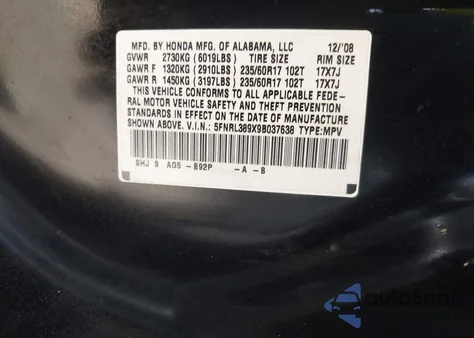 MFD. BY HONDA MFG. OF ALABAMA, LLC 12/'08
GVWR 2730KG (6019LBS) TIRE SIZE RIM SIZE
GAWR F 1320KG (2910LBS) 235/60R17 102T 17X7J
GAWR R 1450KG (3197LBS) 235/60R17 102T 17X7J
THIS VEHICLE CONFORMS TO ALL APPLICABLE FEDE-
RAL MOTOR VEHICLE SAFETY AND THEFT PREVENTION
STANDARDS IN EFFECT ON THE DATE OF MANUFACTURE
SHOWN ABOVE. V.I.N.: 5FNRL389X9B037638 TYPE:MPV
SHJ 9 AG5 -B92P -A -B
AutoSnap